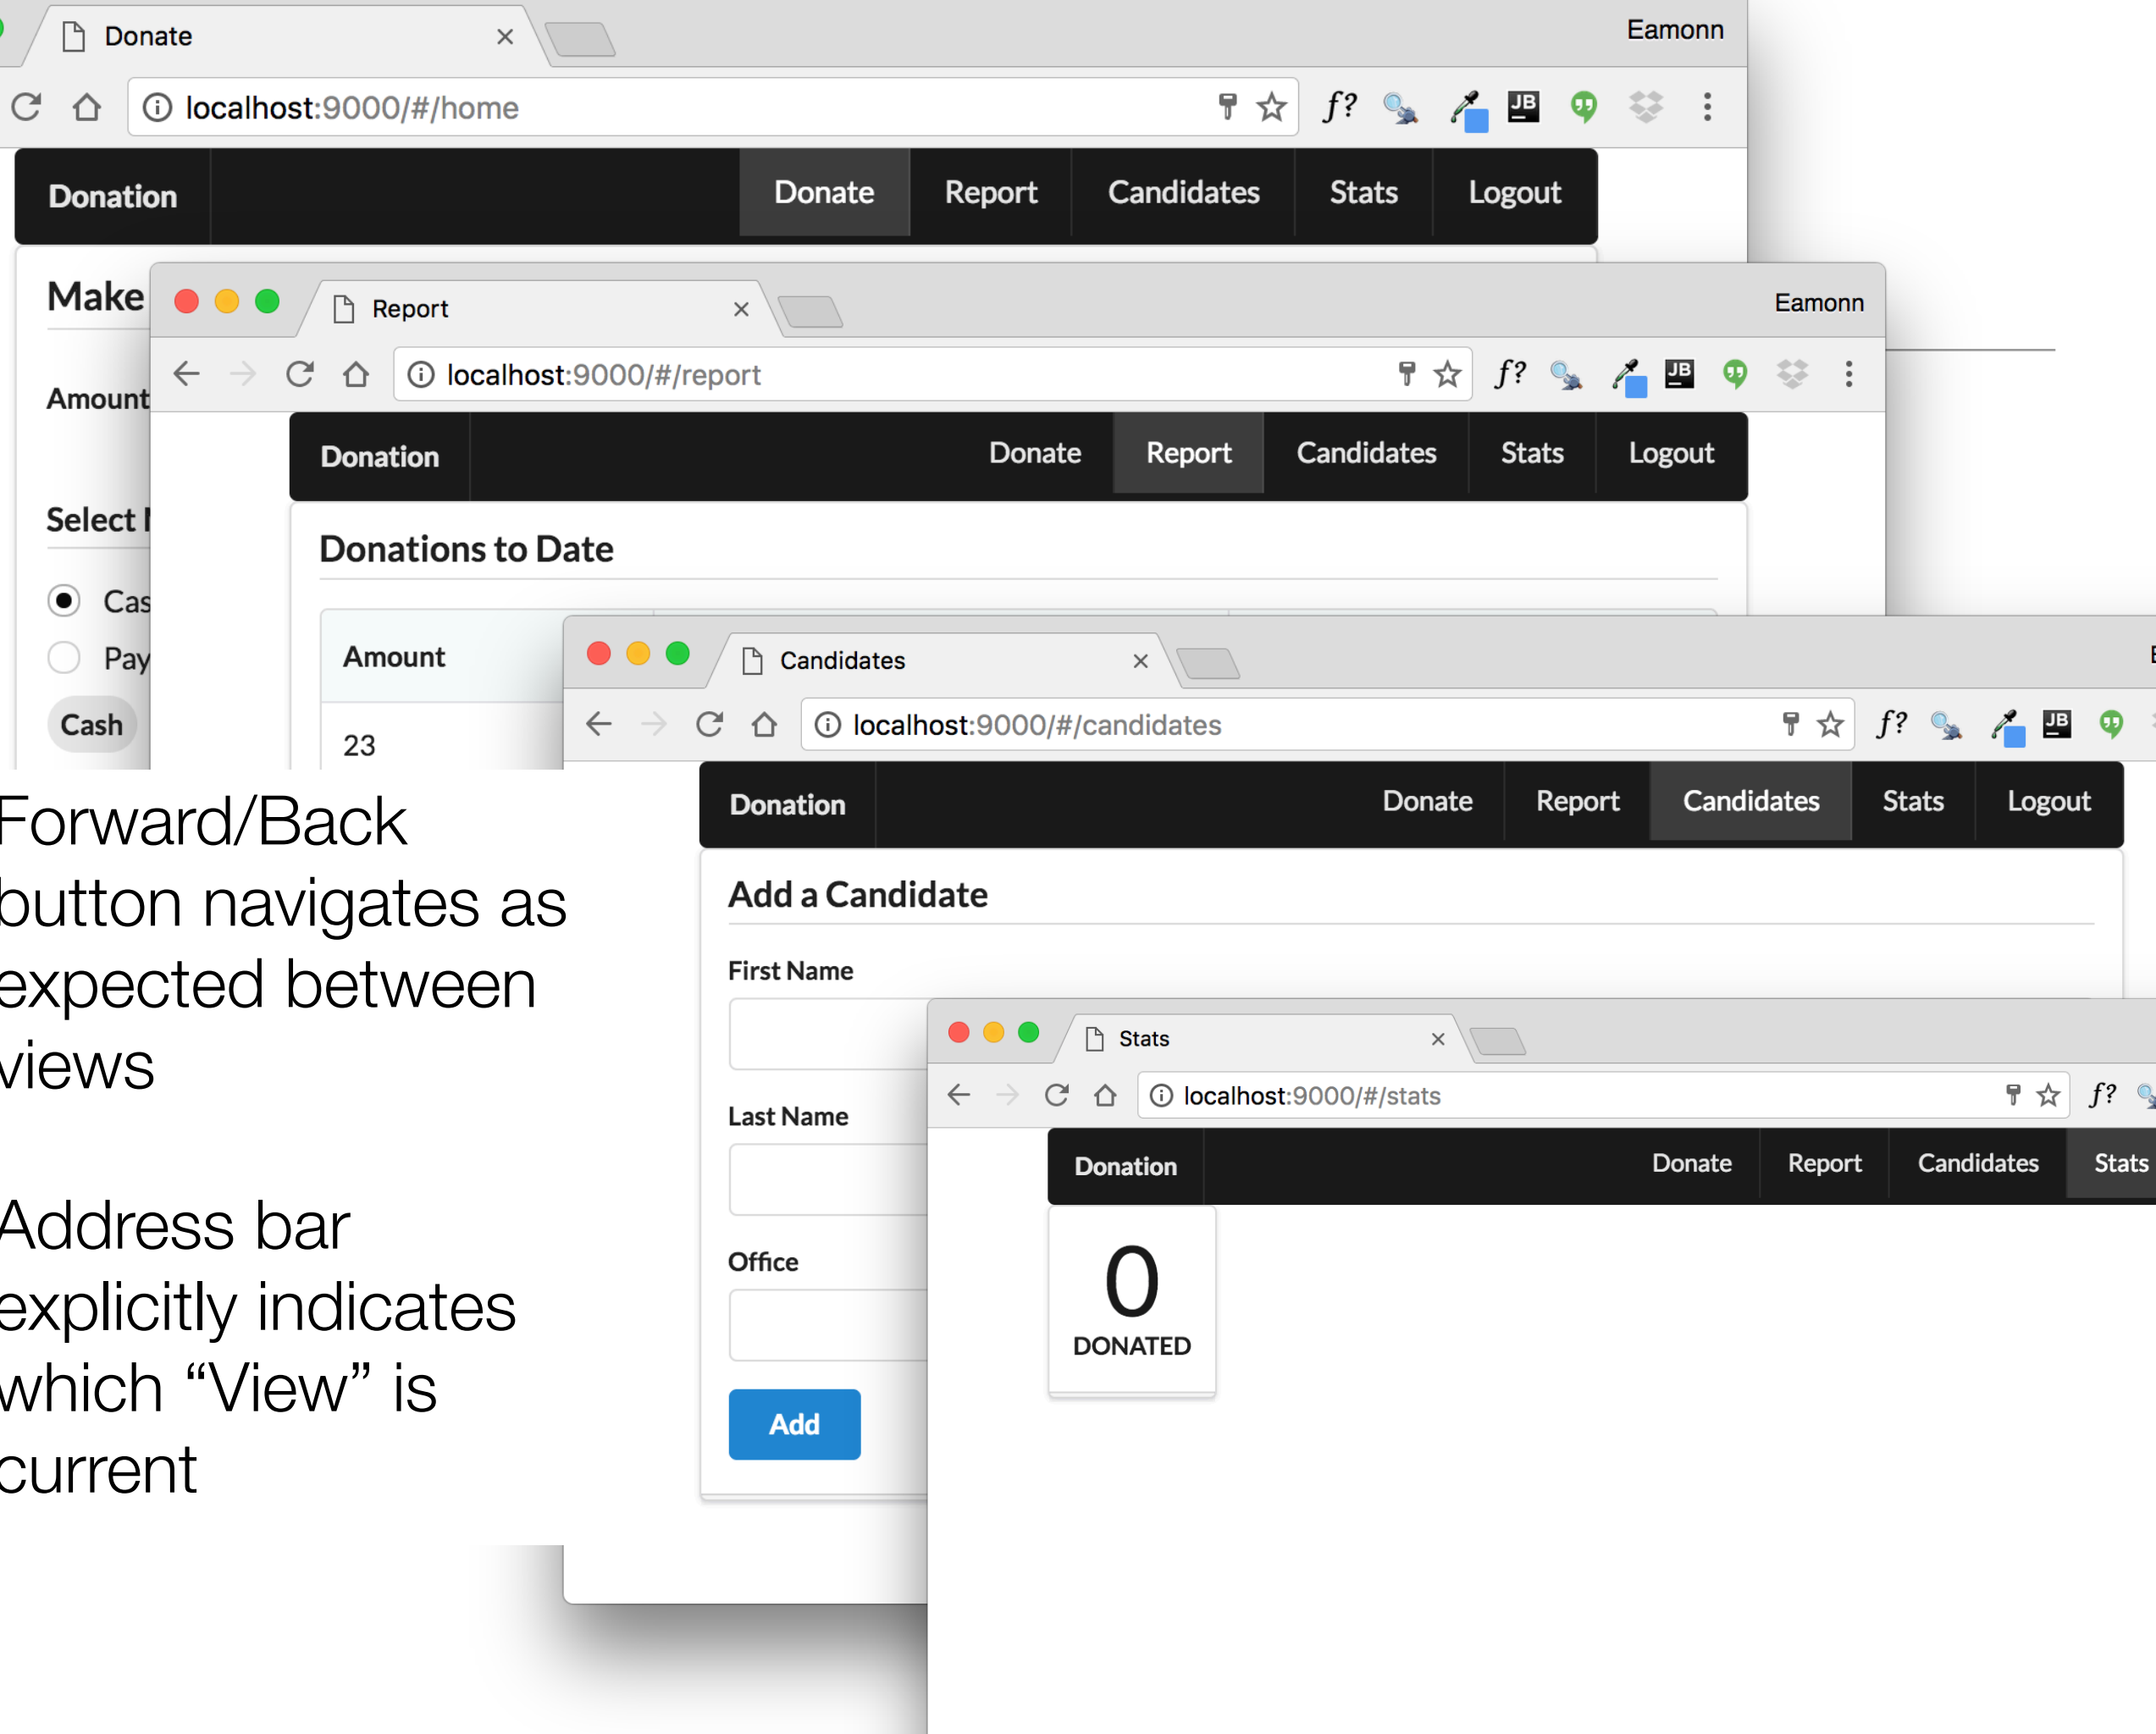 Donate
Eamonn
localhost:9000/#/home
f?
JB
Donation
Donate Report Candidates Stats Logout
Make
Amount
Select
Cash
Report
Eamonn
localhost:9000/#/report
f?
JB
Donation
Donate Report Candidates Stats Logout
Donations to Date
Amount
23
Candidates
localhost:9000/#/candidates
f?
JB
Donation
Donate Report Candidates Stats Logout
Add a Candidate
First Name
Last Name
Office
Add
Stats
localhost:9000/#/stats
f?
Donation
Donate Report Candidates Stats
0
DONATED
Forward/Back
button navigates as
expected between
views
Address bar
explicitly indicates
which “View” is
current